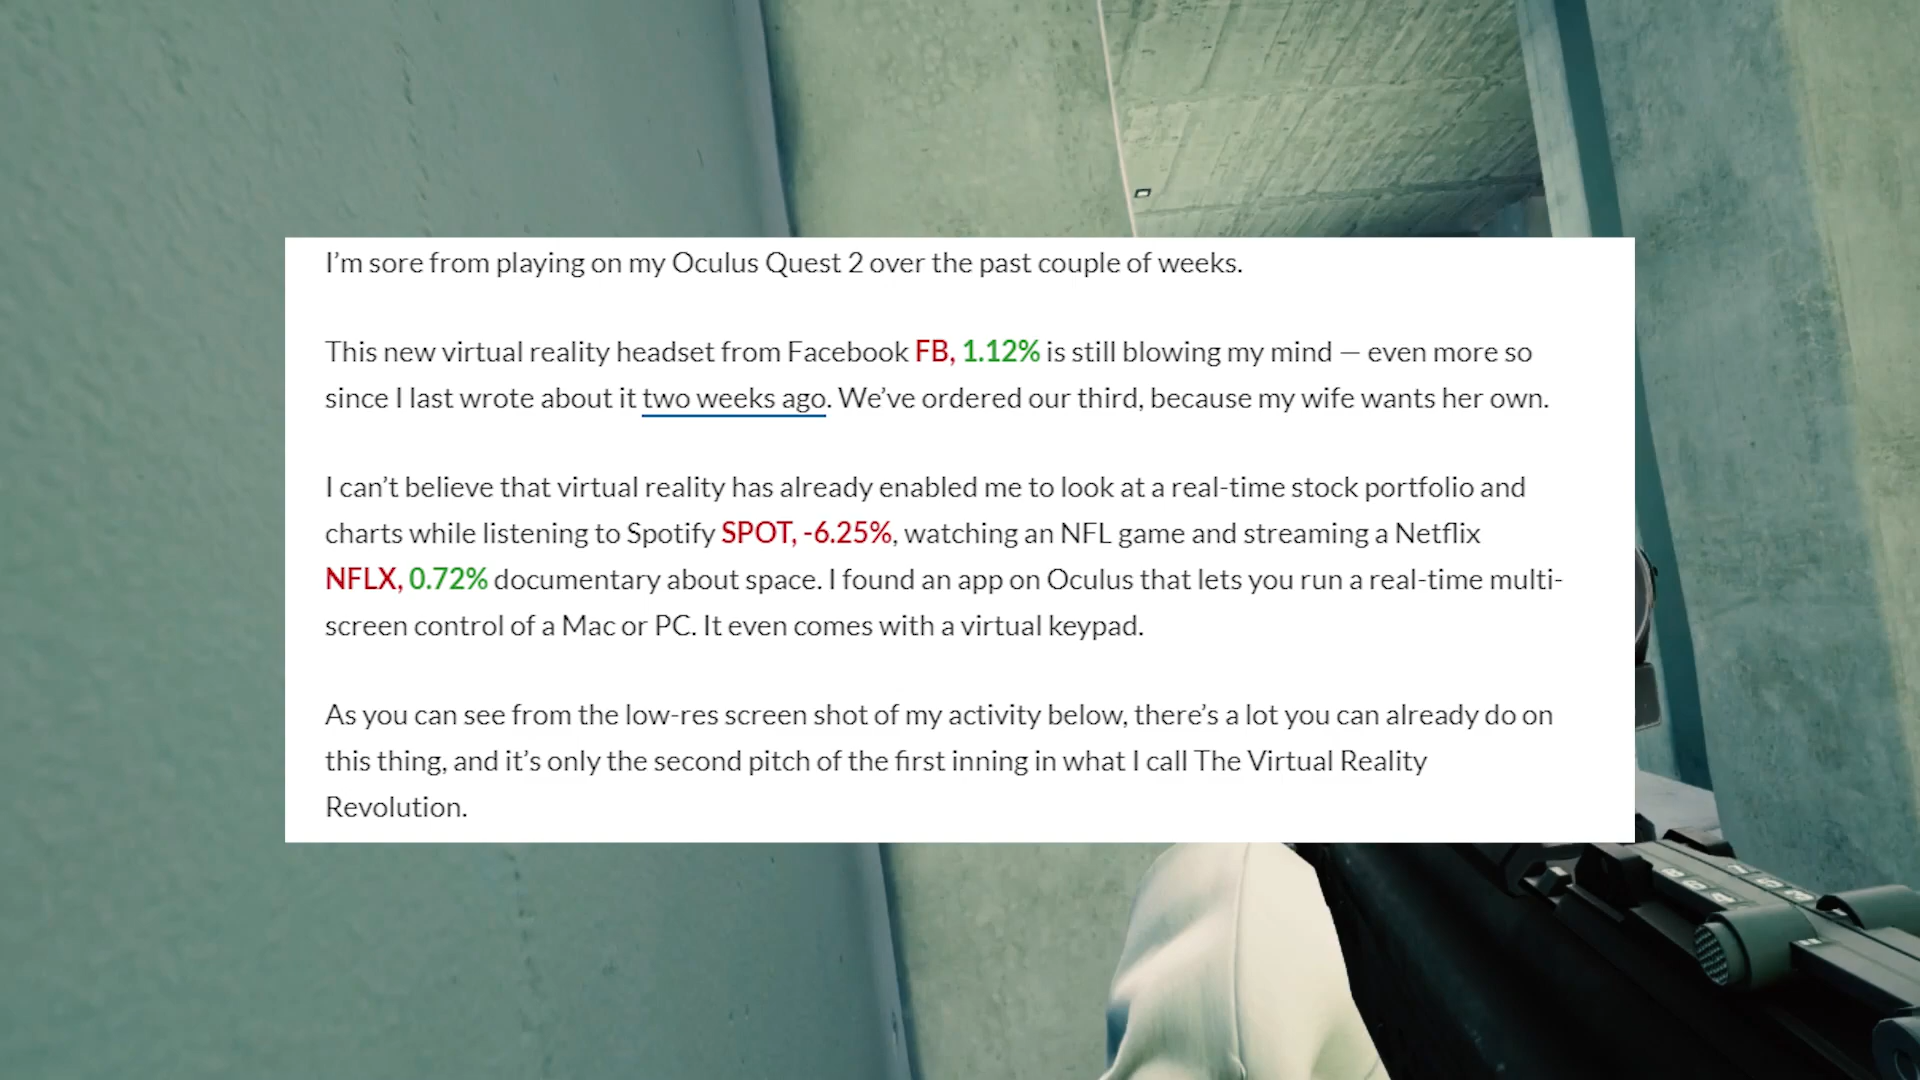 I’m sore from playing on my Oculus Quest 2 over the past couple of weeks.
This new virtual reality headset from Facebook FB, 1.12% is still blowing my mind — even more so
since I last wrote about it two weeks ago. We’ve ordered our third, because my wife wants her own.
I can’t believe that virtual reality has already enabled me to look at a real-time stock portfolio and
charts while listening to Spotify SPOT, -6.25%, watching an NFL game and streaming a Netflix
NFLX, 0.72% documentary about space. I found an app on Oculus that lets you run a real-time multi-
screen control of a Mac or PC. It even comes with a virtual keypad.
As you can see from the low-res screen shot of my activity below, there’s a lot you can already do on
this thing, and it’s only the second pitch of the first inning in what I call The Virtual Reality
Revolution.